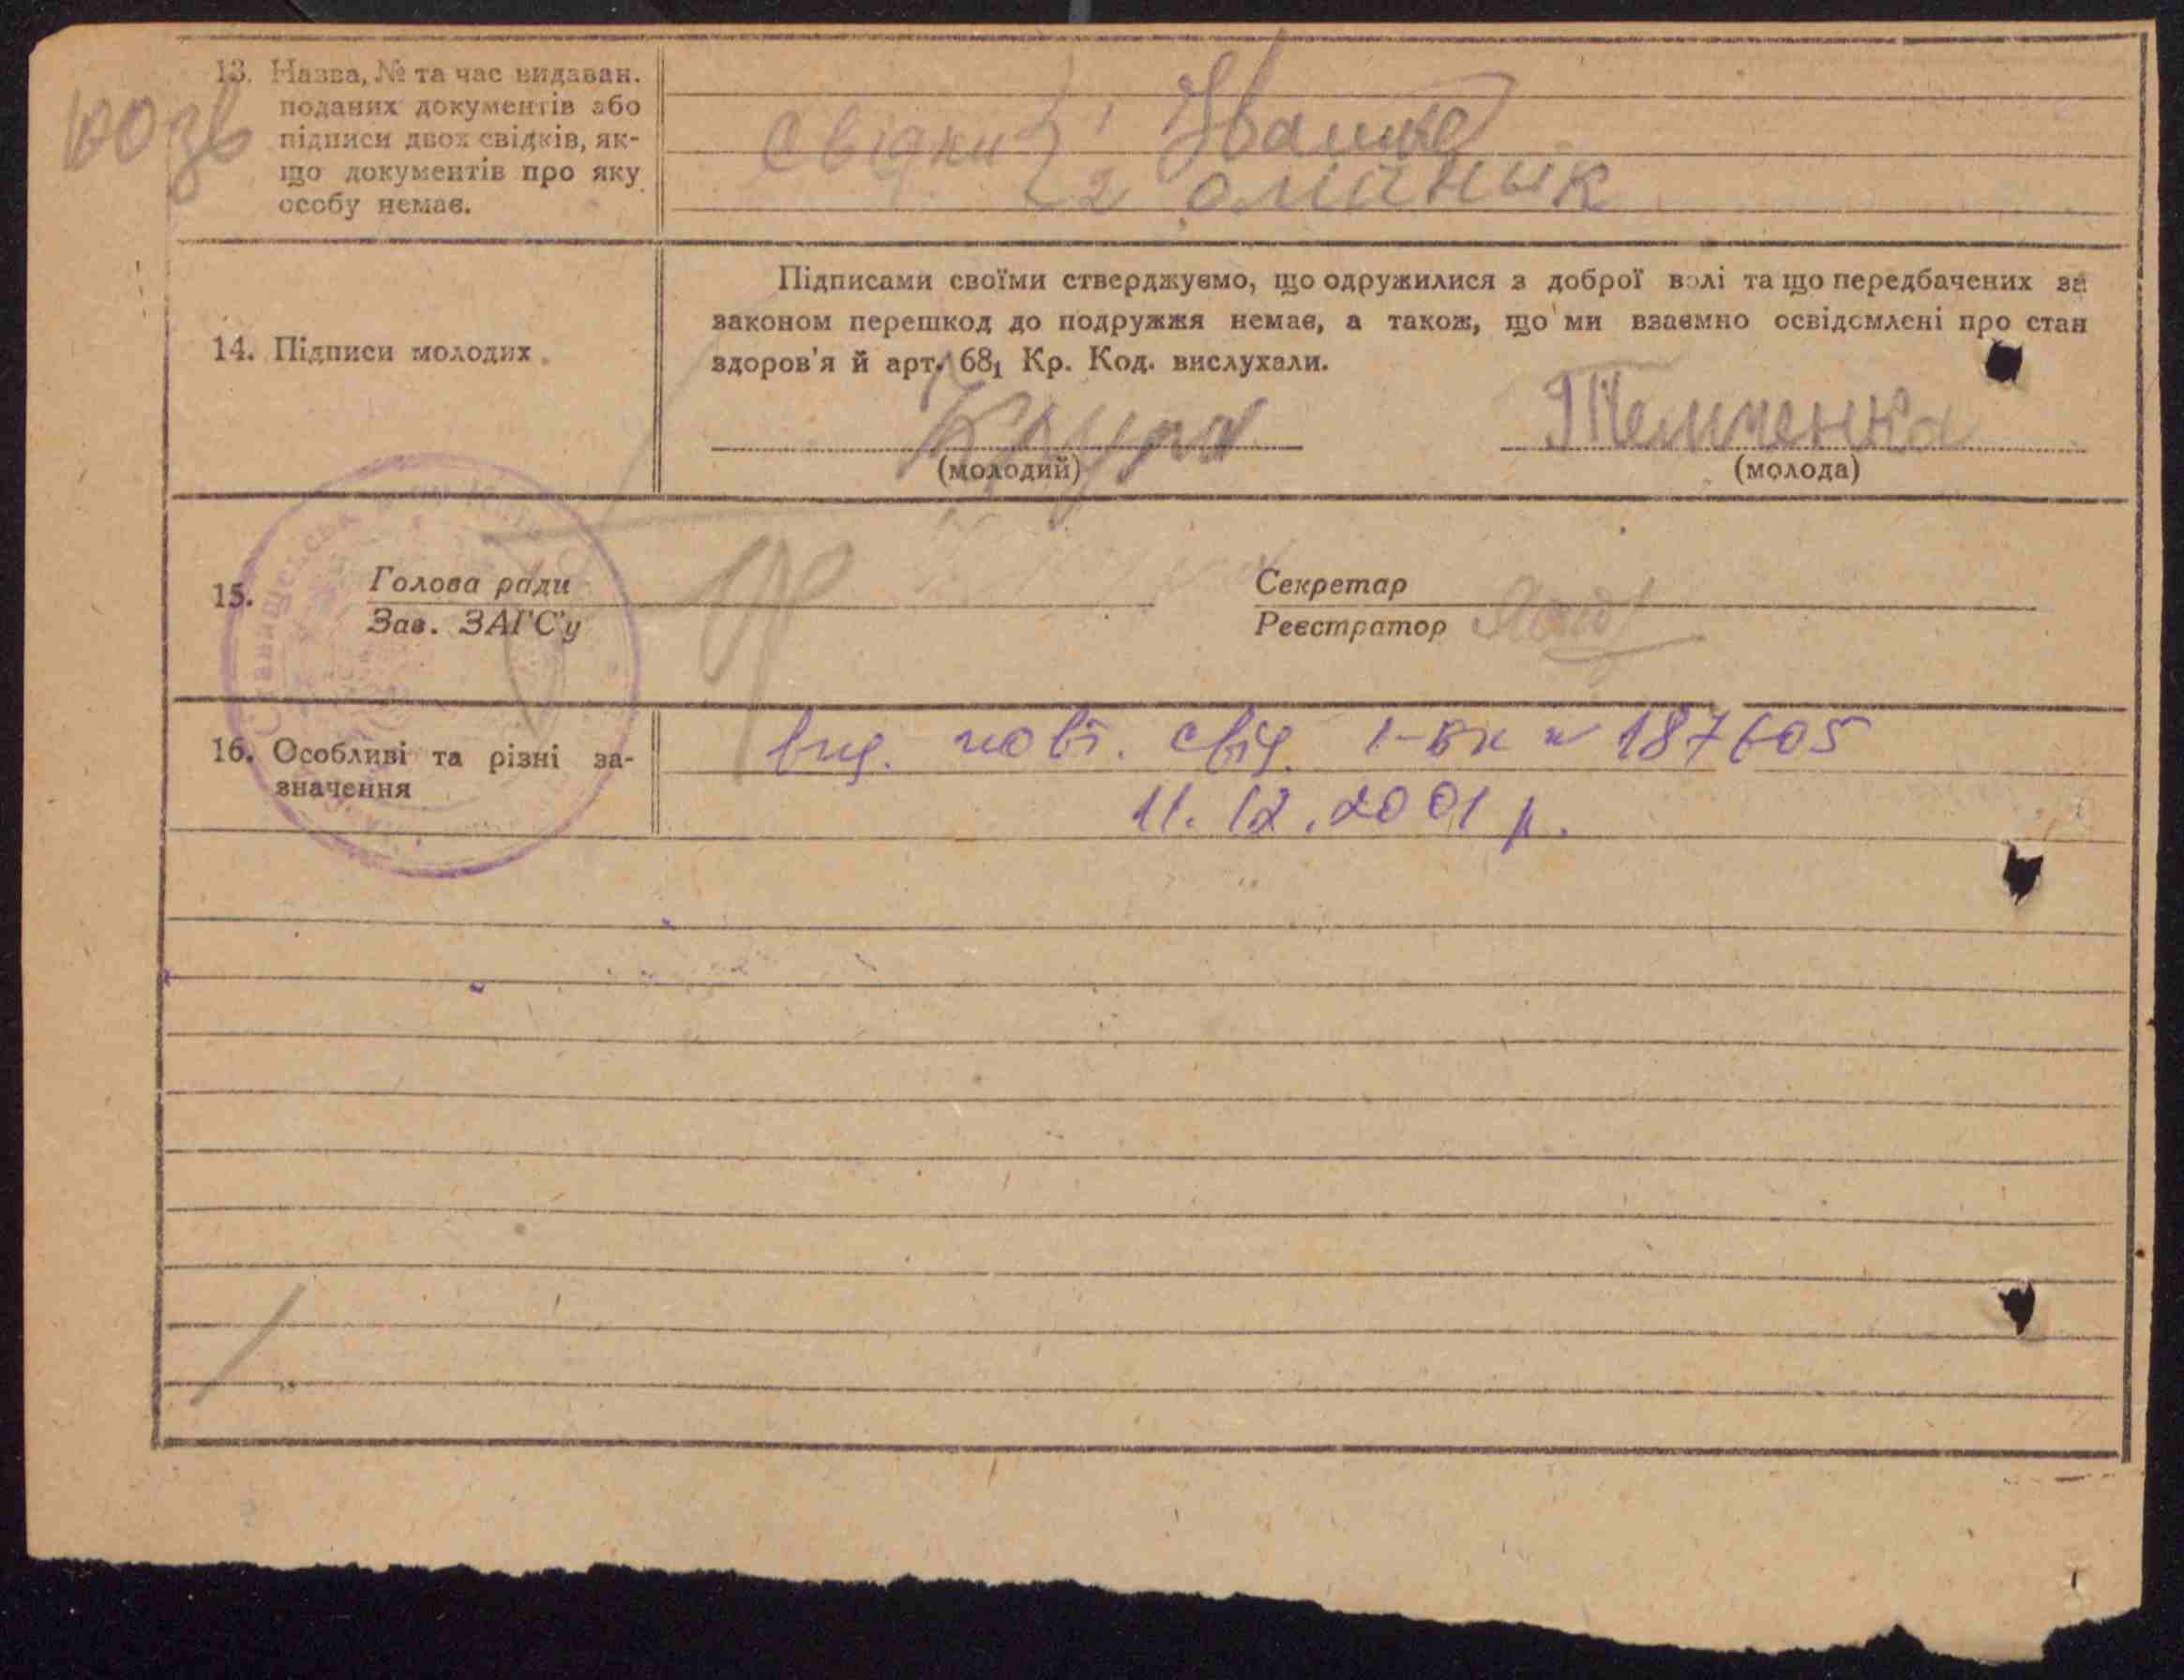 100 зв
13. Назва, № та час видаван.
поданих документів або
підписи двох свідків, як-
що документів про яку
особу немає.
Свідки 1
2 олійнык
14. Підписи молодих
Підписами своїми стверджуємо, що одружилися з доброї волі та що передбачених за
законом перешкод до подружжя немає, а також, що ми взаємно освідомлені про стан
здоров'я й арт. 68₁ Кр. Код. вислухали.
(молодий)
(молода)
15.
Голова ради
Зав. ЗАГС'у
Секретар
Реєстратор
16. Особливі та різні за-
значення
вид. повт. свід. 1-БК № 187605
11.12.2001 р.